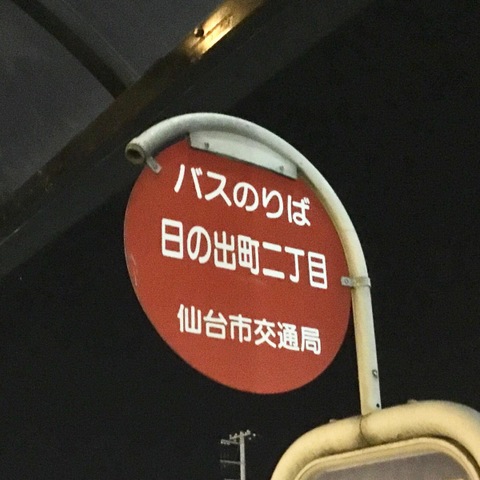 バスのりば
日の出町二丁目
仙台市交通局